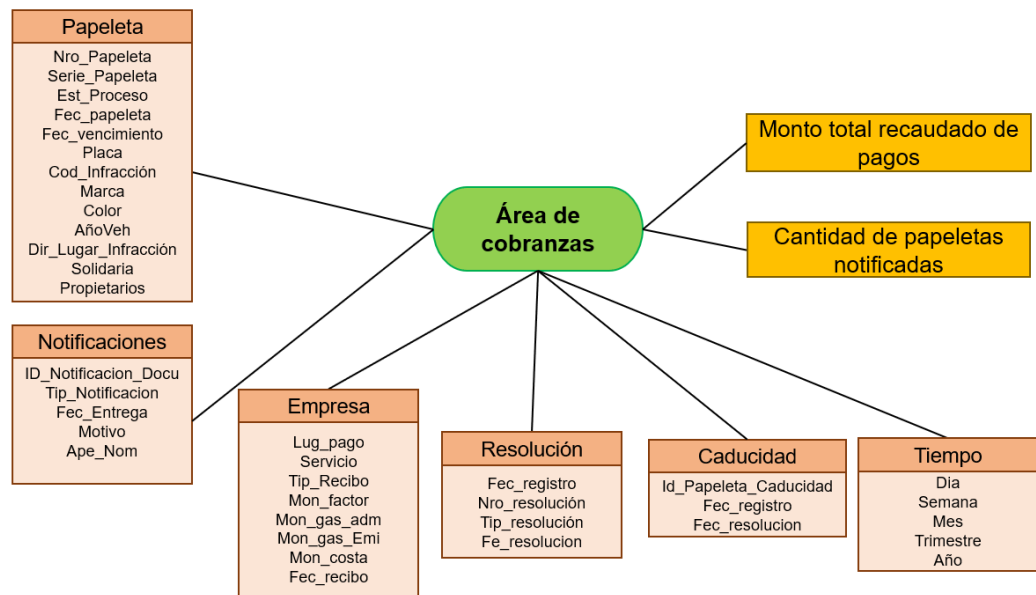 Papeleta
Nro_Papeleta
Serie_Papeleta
Est_Proceso
Fec_papeleta
Fec_vencimiento
Placa
Cod_Infracción
Marca
Color
AñoVeh
Dir_Lugar_Infracción
Solidaria
Propietarios
Notificaciones
ID_Notificacion_Docu
Tip_Notificacion
Fec_Entrega
Motivo
Ape_Nom
Área de
cobranzas
Monto total recaudado de
pagos
Cantidad de papeletas
notificadas
Empresa
Lug_pago
Servicio
Tip_Recibo
Mon_factor
Mon_gas_adm
Mon_gas_Emi
Mon_costa
Fec_recibo
Resolución
Fec_registro
Nro_resolución
Tip_resolución
Fe_resolucion
Caducidad
Id_Papeleta_Caducidad
Fec_registro
Fec_resolucion
Tiempo
Dia
Semana
Mes
Trimestre
Año